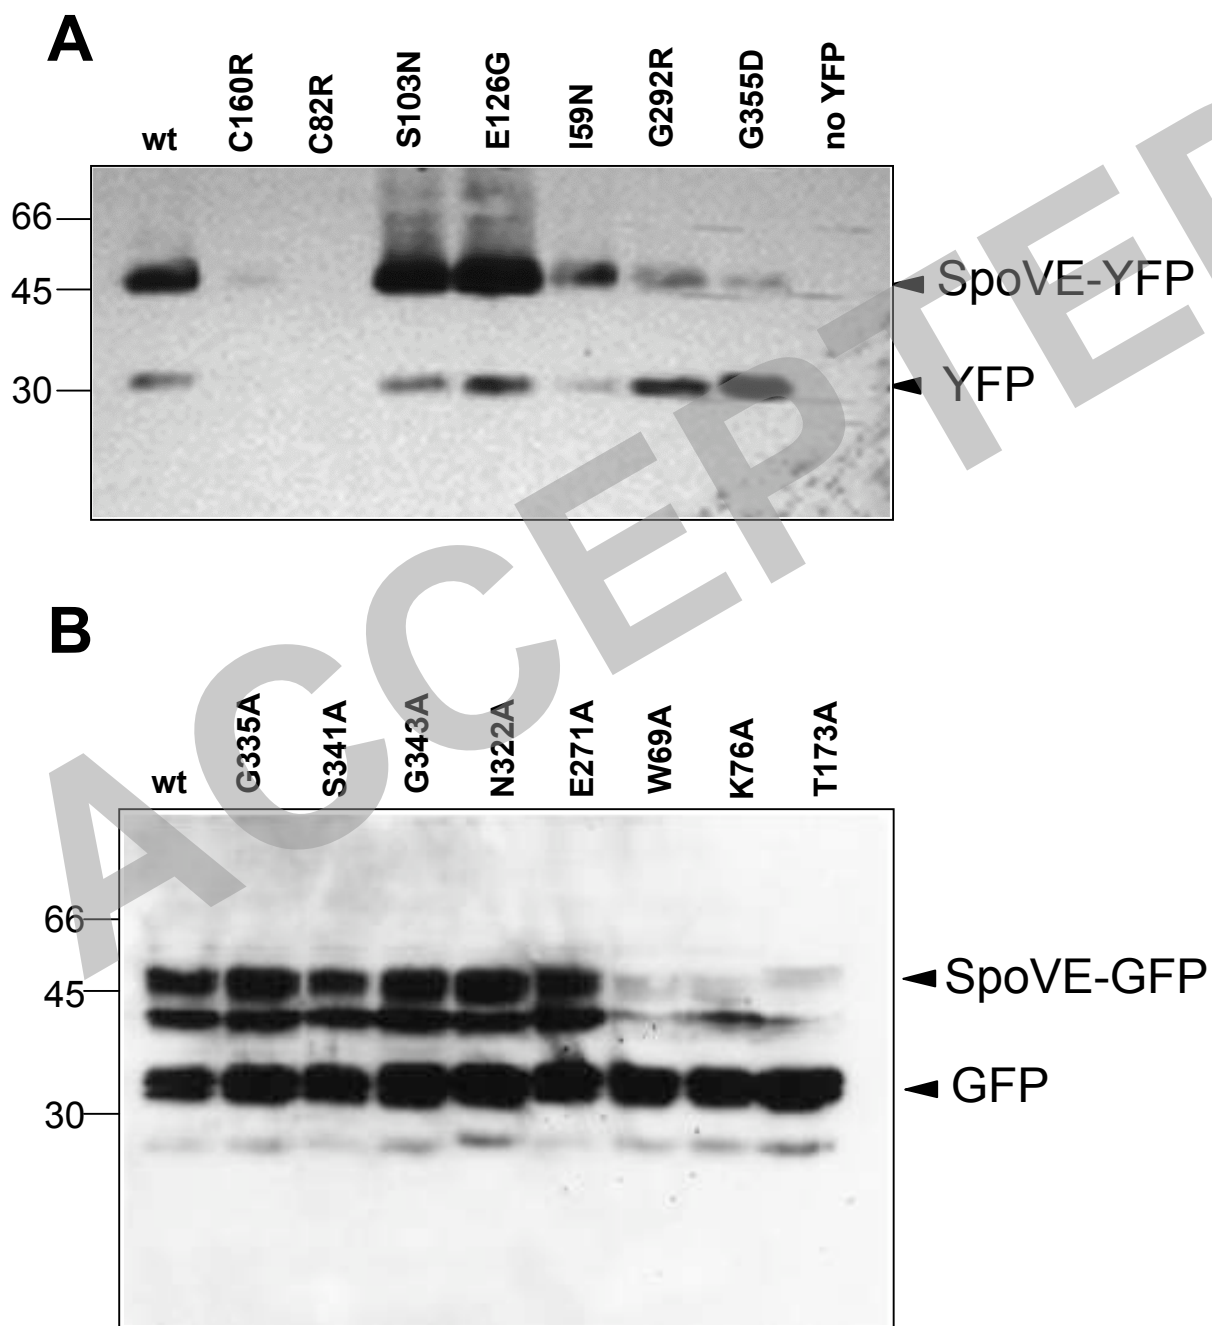 A
wt C160R C82R S103N E126G I59N G292R G355D no YFP
66
45
30
SpoVE-YFP
YFP
B
wt G335A S341A G343A N322A E271A W69A K76A T173A
66
45
30
SpoVE-GFP
GFP
ACCEPTE